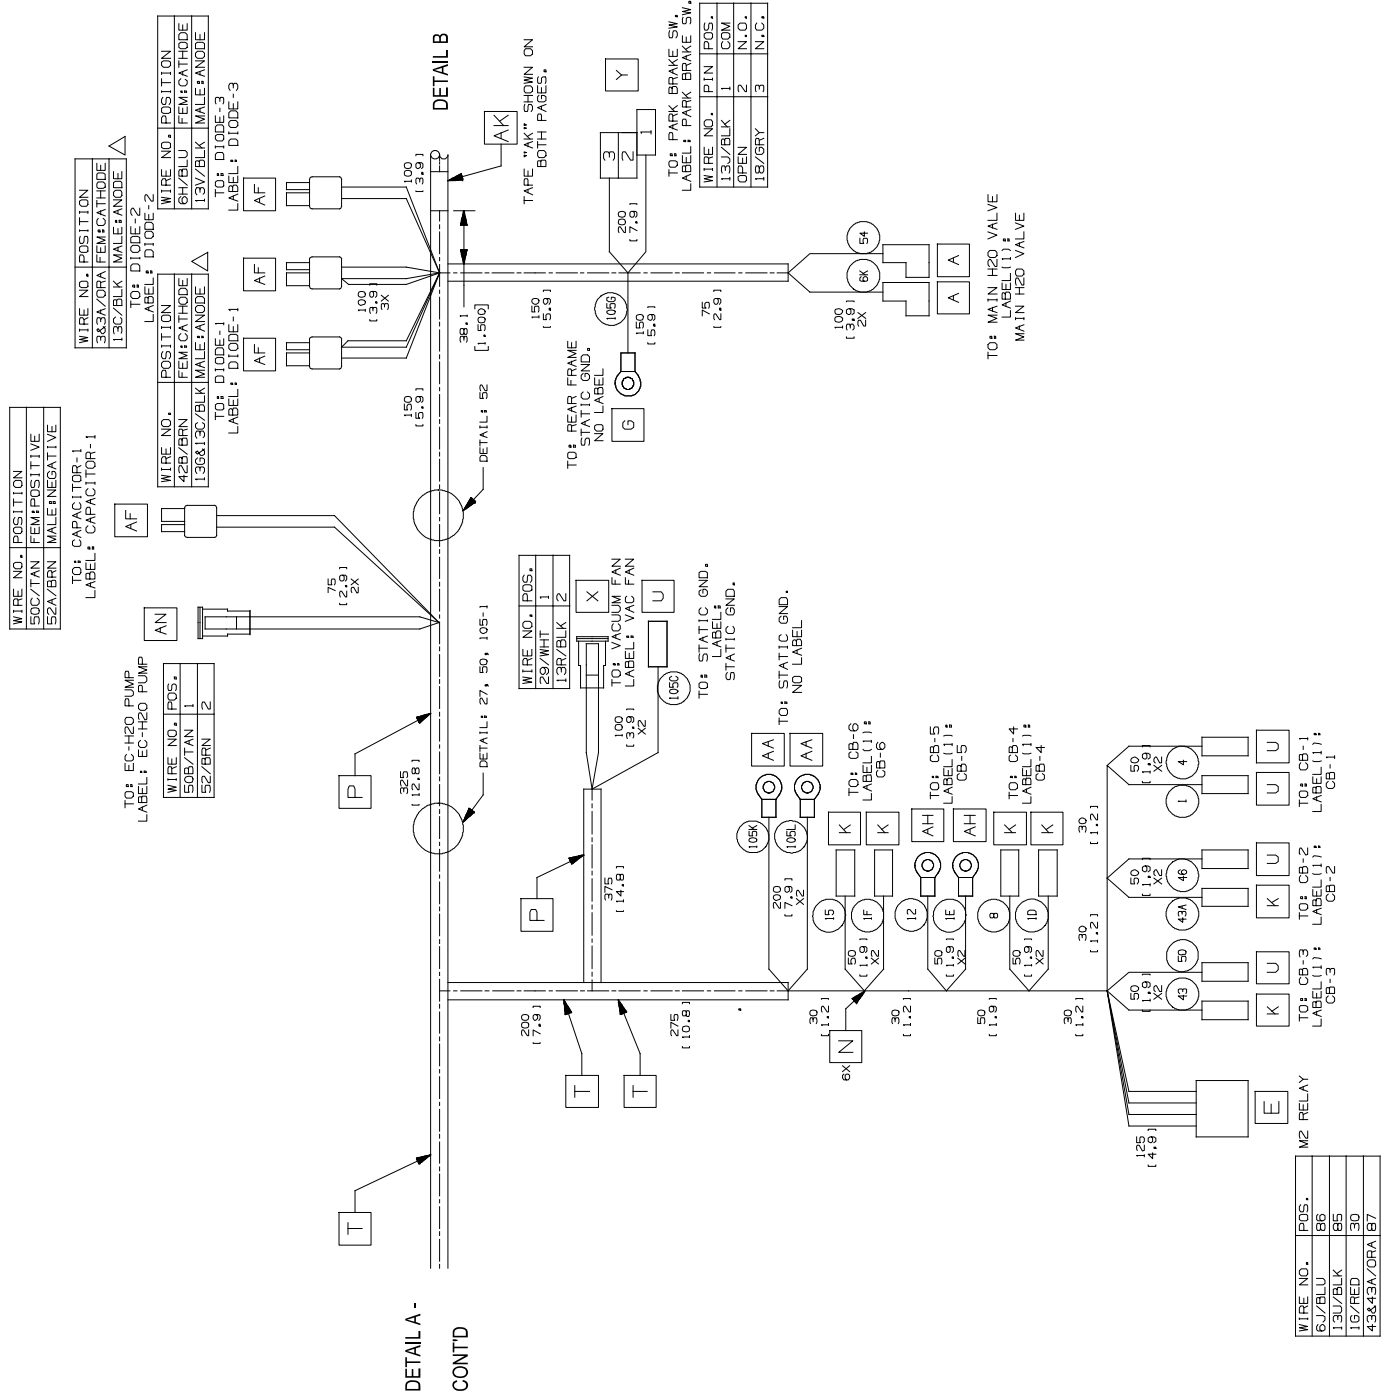 WIRE NO. POSITION
50C/TAN FEM:POSITIVE
52A/BRN MALE:NEGATIVE
TO: CAPACITOR-1
LABEL: CAPACITOR-1
AF
75
[2.9]
2X
TO: EC-H2O PUMP
LABEL: EC-H2O PUMP
AN
WIRE NO. POS.
50B/TAN 1
52/BRN 2
WIRE NO. POSITION
3&3A/ORA FEM:CATHODE
13C/BLK MALE:ANODE
TO: DIODE-2
LABEL: DIODE-2
WIRE NO. POSITION
42B/BRN FEM:CATHODE
13G&13C/BLK MALE:ANODE
TO: DIODE-1
LABEL: DIODE-1
WIRE NO. POSITION
6H/BLU FEM:CATHODE
13V/BLK MALE:ANODE
TO: DIODE-3
LABEL: DIODE-3
AF
AF
AF
100
[3.9]
3X
100
[3.9]
DETAIL B
AK
TAPE "AK" SHOWN ON
BOTH PAGES.
38.1
[1.500]
150
[5.9]
DETAIL: 52
P
325
[12.8]
DETAIL: 27, 50, 105-1
T
DETAIL A -
CONT'D
Y
3
2
1
TO: PARK BRAKE SW.
LABEL: PARK BRAKE SW.
WIRE NO. PIN POS.
13J/BLK 1 COM
OPEN 2 N.O.
18/GRY 3 N.C.
200
[7.9]
150
[5.9]
105G
150
[5.9]
75
[2.9]
TO: REAR FRAME
STATIC GND.
NO LABEL
G
100
[3.9]
2X
54
6K
A
A
TO: MAIN H2O VALVE
LABEL(1):
MAIN H2O VALVE
WIRE NO. POS.
29/WHT 1
13R/BLK 2
X
TO: VACUUM FAN
LABEL: VAC FAN
U
100
[3.9]
X2
105C
TO: STATIC GND.
LABEL:
STATIC GND.
P
375
[14.8]
200
[7.9]
275
[10.8]
T
T
AA
AA
TO: STATIC GND.
NO LABEL
105K
105L
200
[7.9]
X2
TO: CB-6
LABEL(1):
CB-6
K
K
15
1F
50
[1.9]
X2
TO: CB-5
LABEL(1):
CB-5
AH
AH
12
1E
50
[1.9]
X2
TO: CB-4
LABEL(1):
CB-4
K
K
8
1D
50
[1.9]
X2
30
[1.2]
30
[1.2]
50
[1.9]
30
[1.2]
6X
N
30
[1.2]
30
[1.2]
50
[1.9]
X2
4
1
U
U
TO: CB-1
LABEL(1):
CB-1
50
[1.9]
X2
46
43A
U
K
TO: CB-2
LABEL(1):
CB-2
50
[1.9]
X2
50
43
U
K
TO: CB-3
LABEL(1):
CB-3
125
[4.9]
E
M2 RELAY
WIRE NO. POS.
6J/BLU 86
13U/BLK 85
1G/RED 30
43&43A/ORA 87